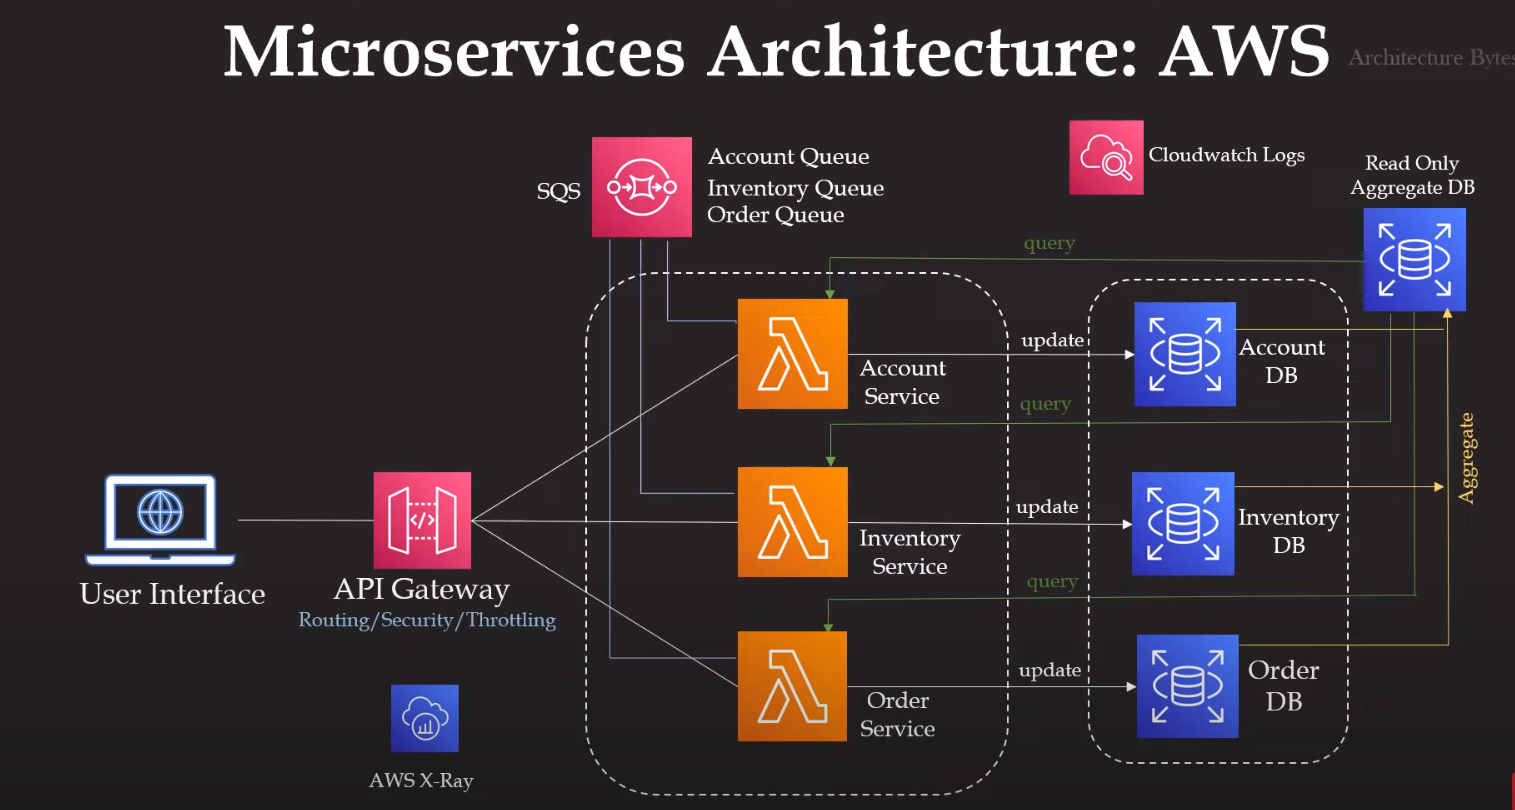 Microservices Architecture: AWS
Architecture Bytes
SQS
Account Queue
Inventory Queue
Order Queue
Cloudwatch Logs
Read Only
Aggregate DB
query
Account
Service
update
Account
DB
query
Aggregate
User Interface
API Gateway
Routing/Security/Throttling
</>
Inventory
Service
update
Inventory
DB
query
Order
Service
update
Order
DB
AWS X-Ray